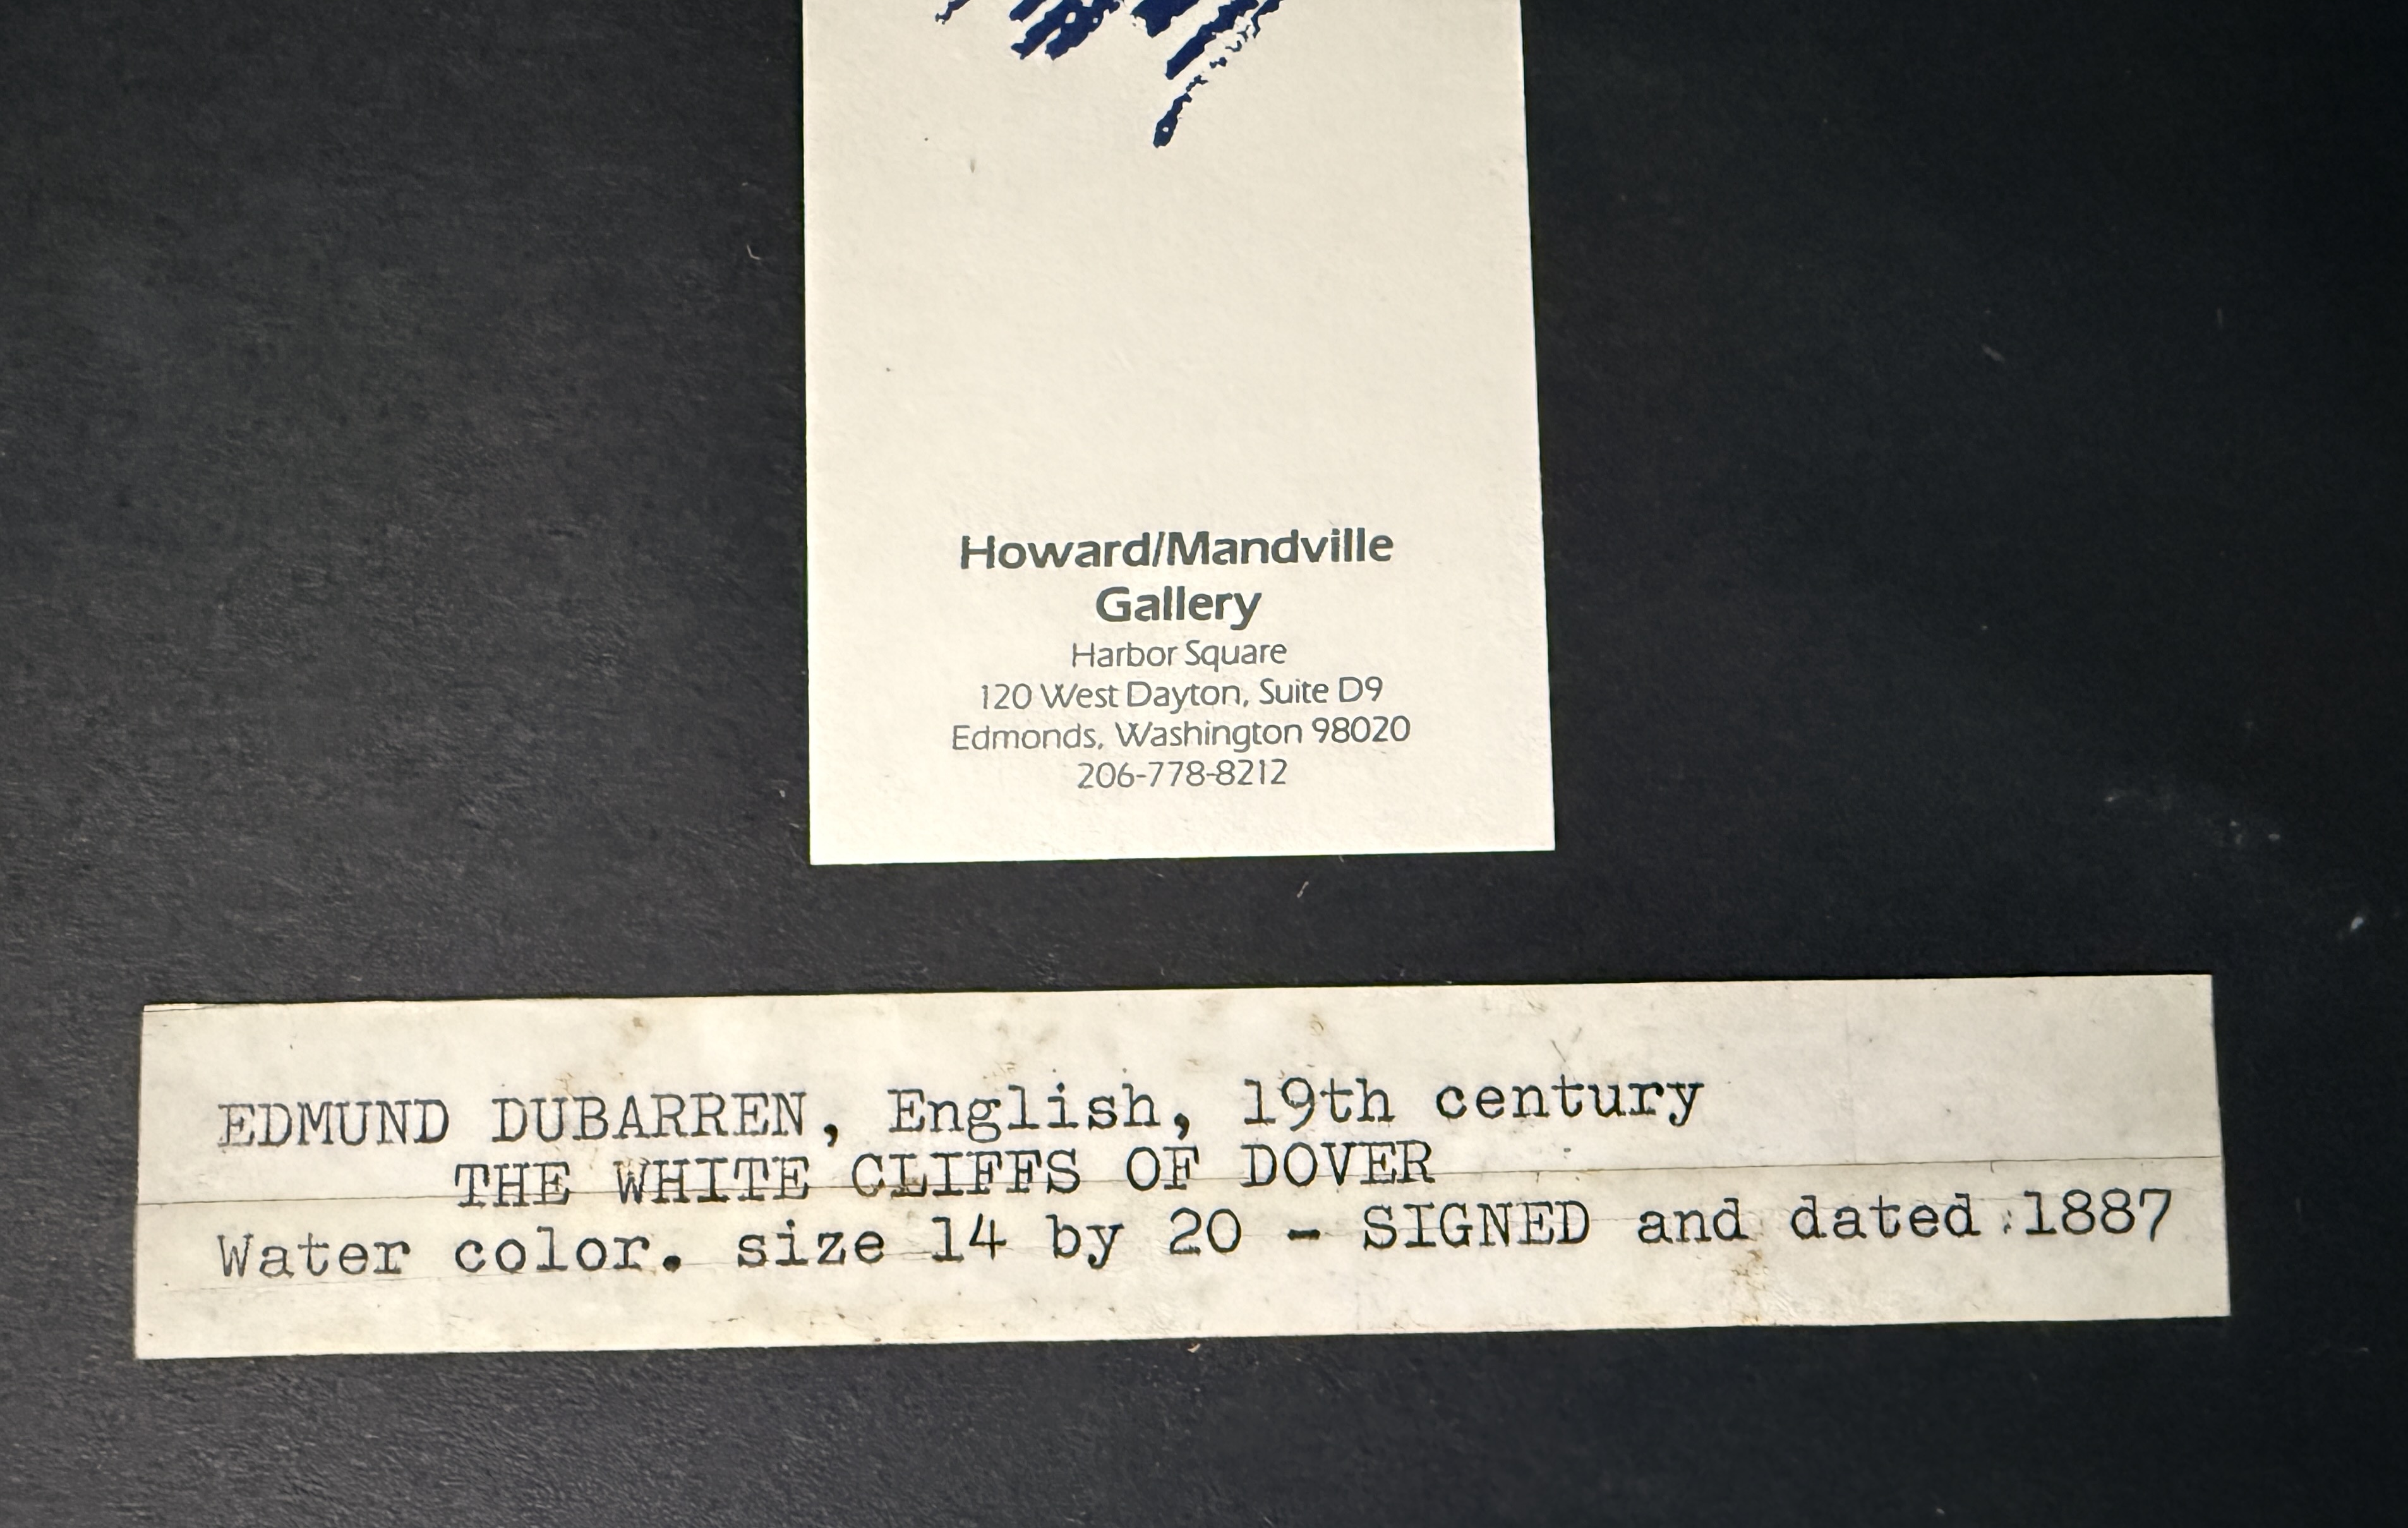 Howard/Mandville
Gallery
Harbor Square
120 West Dayton, Suite D9
Edmonds, Washington 98020
206-778-8212
EDMUND DUBARREN, English, 19th century
THE WHITE CLIFFS OF DOVER
Water color. size 14 by 20 - SIGNED and dated 1887